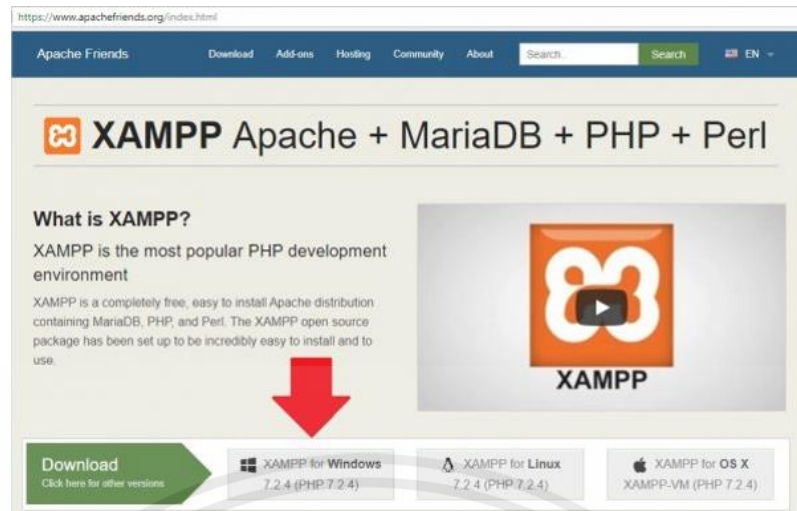 https://www.apachefriends.org/index.html
Apache Friends Download Add-ons Hosting Community About Search... Search EN
XAMPP Apache + MariaDB + PHP + Perl
What is XAMPP?
XAMPP is the most popular PHP development
environment
XAMPP is a completely free, easy to install Apache distribution
containing MariaDB, PHP, and Perl. The XAMPP open source
package has been set up to be incredibly easy to install and to
use.
XAMPP
Download
Click here for other versions
XAMPP for Windows
7.2.4 (PHP 7.2.4)
XAMPP for Linux
7.2.4 (PHP 7.2.4)
XAMPP for OS X
XAMPP-VM (PHP 7.2.4)